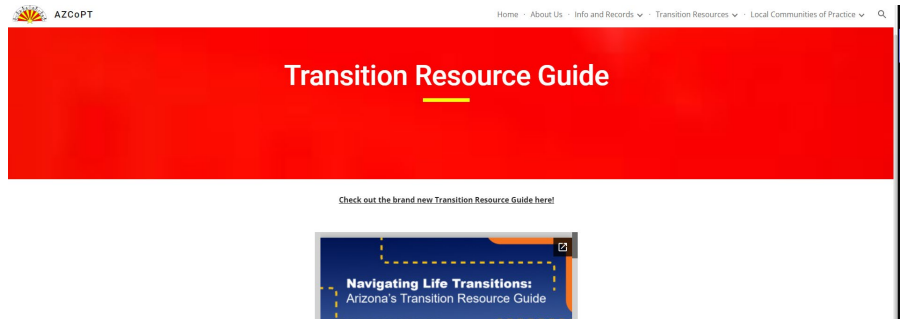 AZCoPT
Home · About Us · Info and Records · Transition Resources · Local Communities of Practice
Transition Resource Guide
Check out the brand new Transition Resource Guide here!
Navigating Life Transitions:
Arizona's Transition Resource Guide